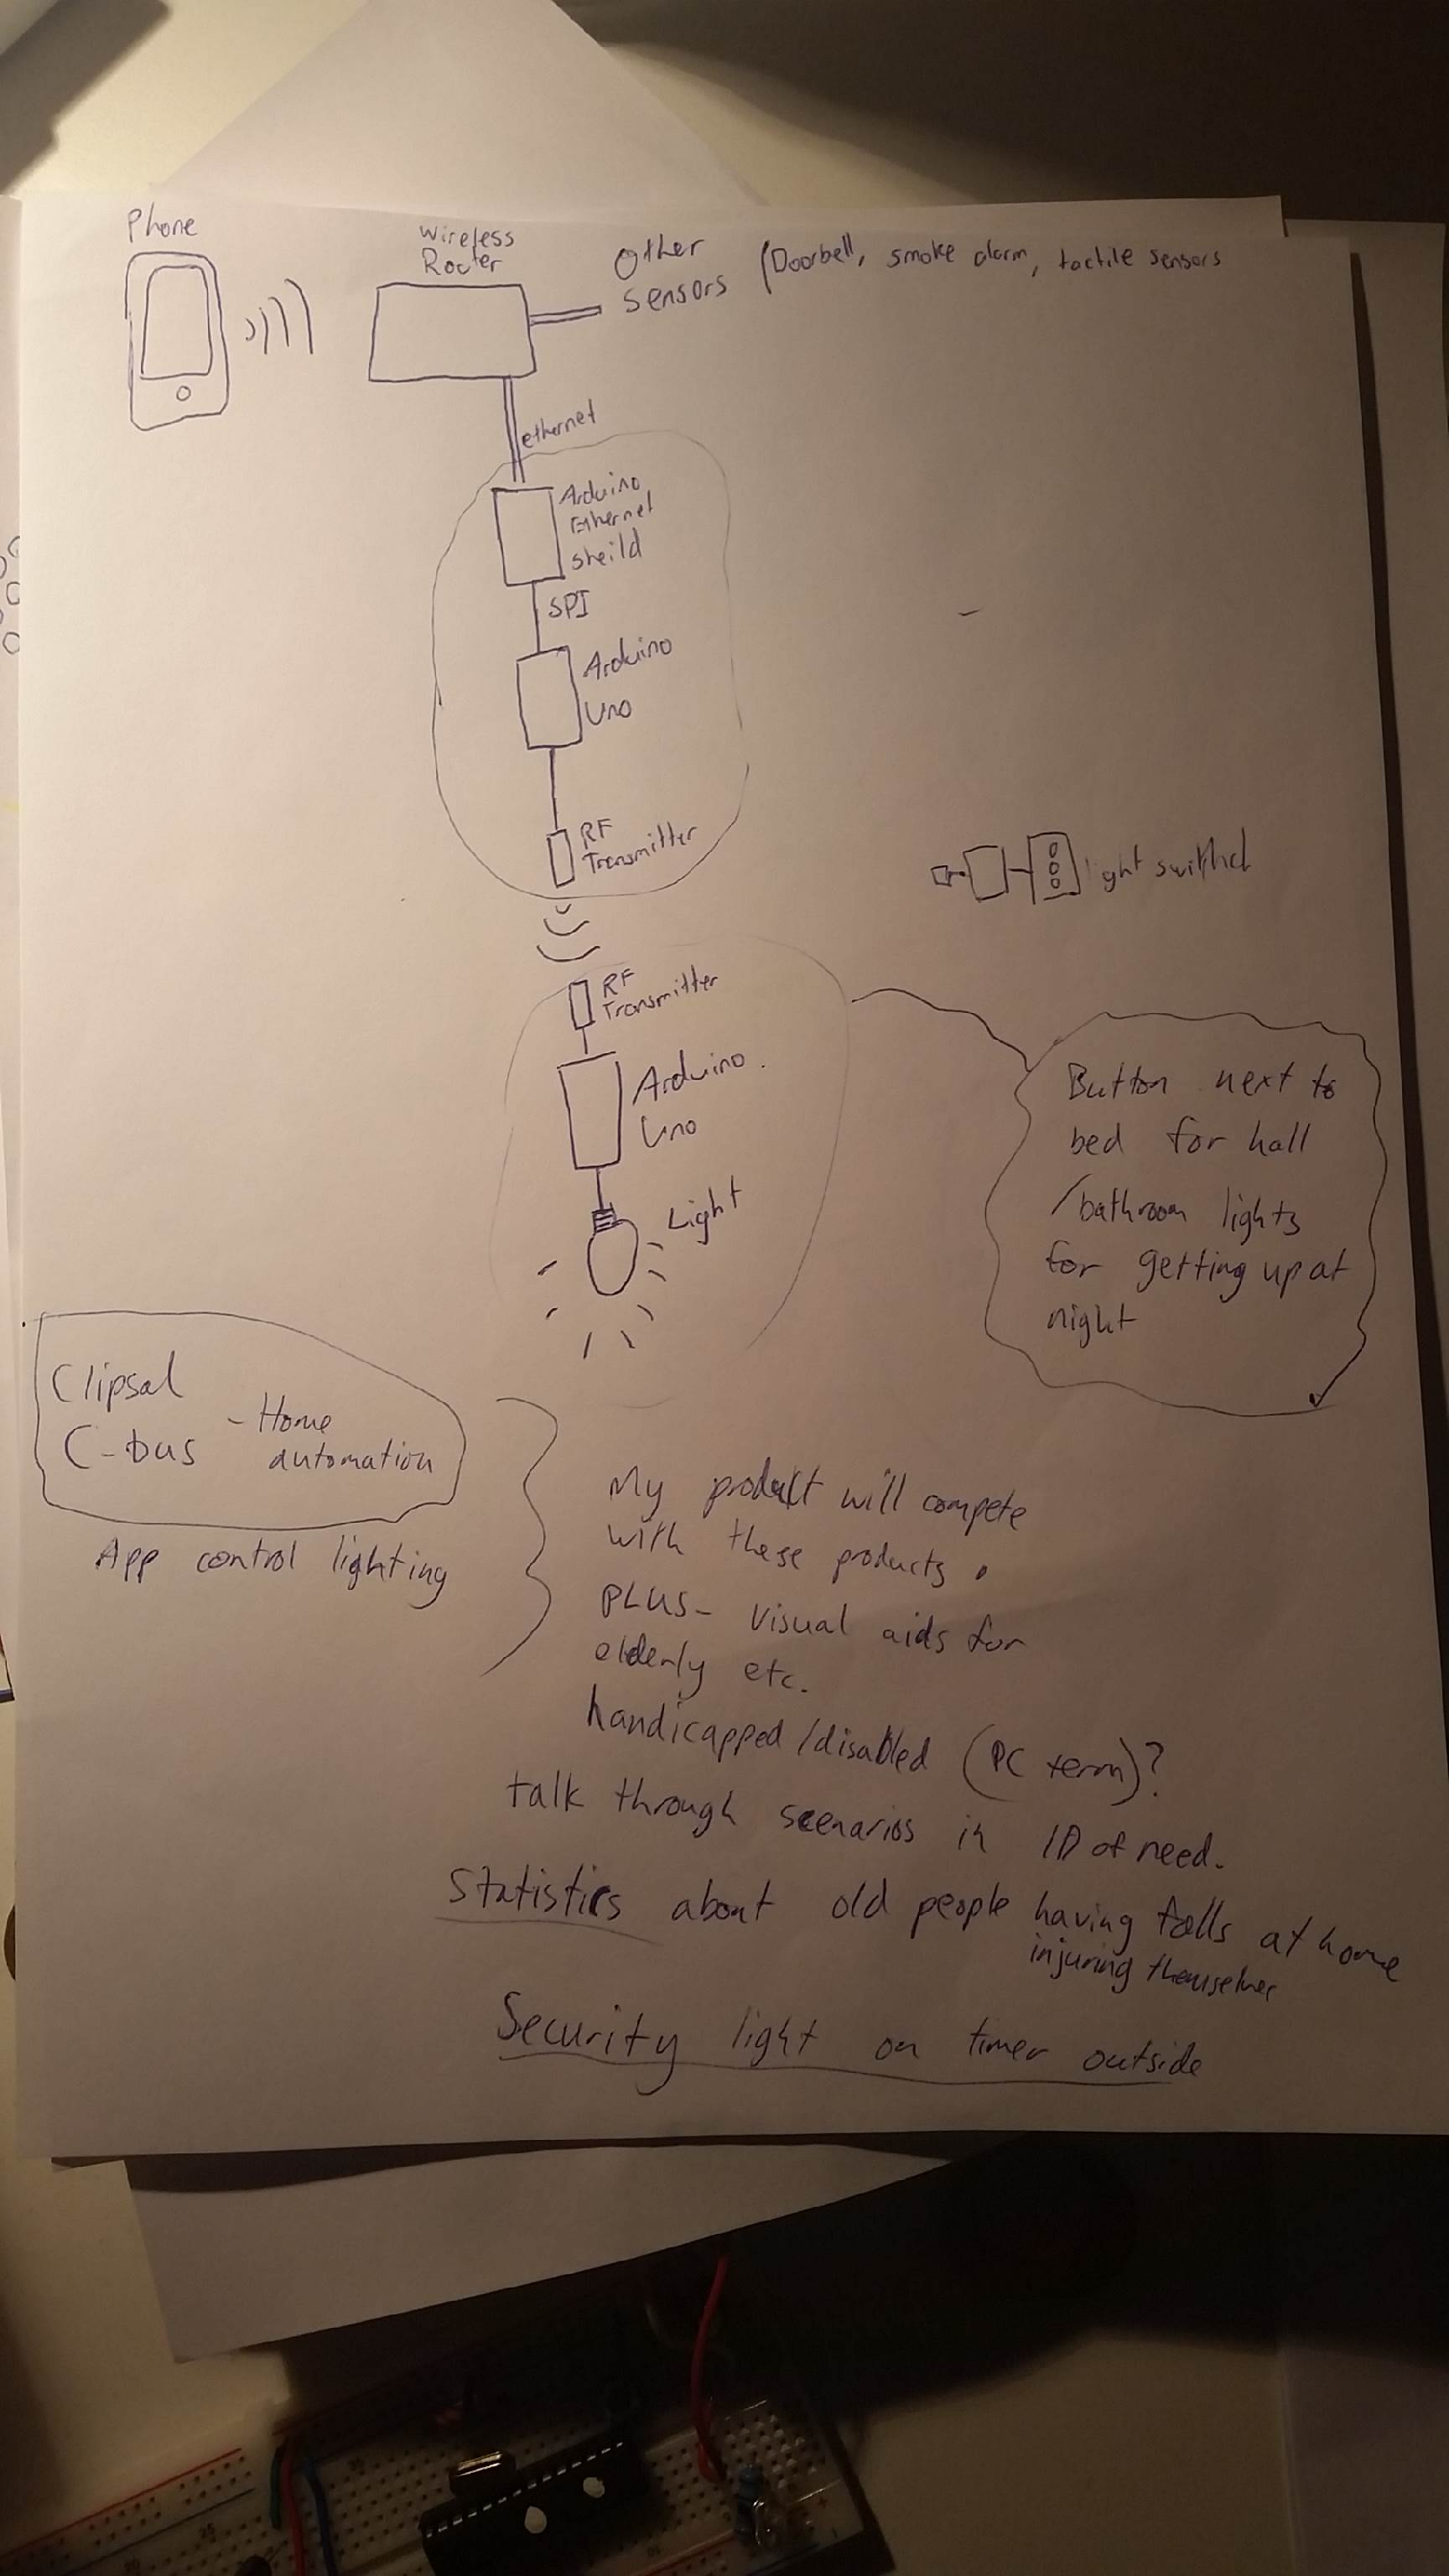 Phone
Wireless
Router
Other
sensors
(Doorbell, smoke alarm, tactile sensors
ethernet
Arduino
Ethernet
sheild
SPI
Arduino
Uno
RF
Transmitter
light switch
RF
Transmitter
Arduino
Uno
Light
Button next to
bed for hall
/bathroom lights
for getting up at
night
Clipsal
C-bus
- Home
automation
App control lighting
My product will compete
with these products.
PLUS- visual aids for
elderly etc.
handicapped/disabled (PC term)?
talk through scenarios in ID of need.
Statistics about old people having falls at home
injuring themselves
Security light on timer outside